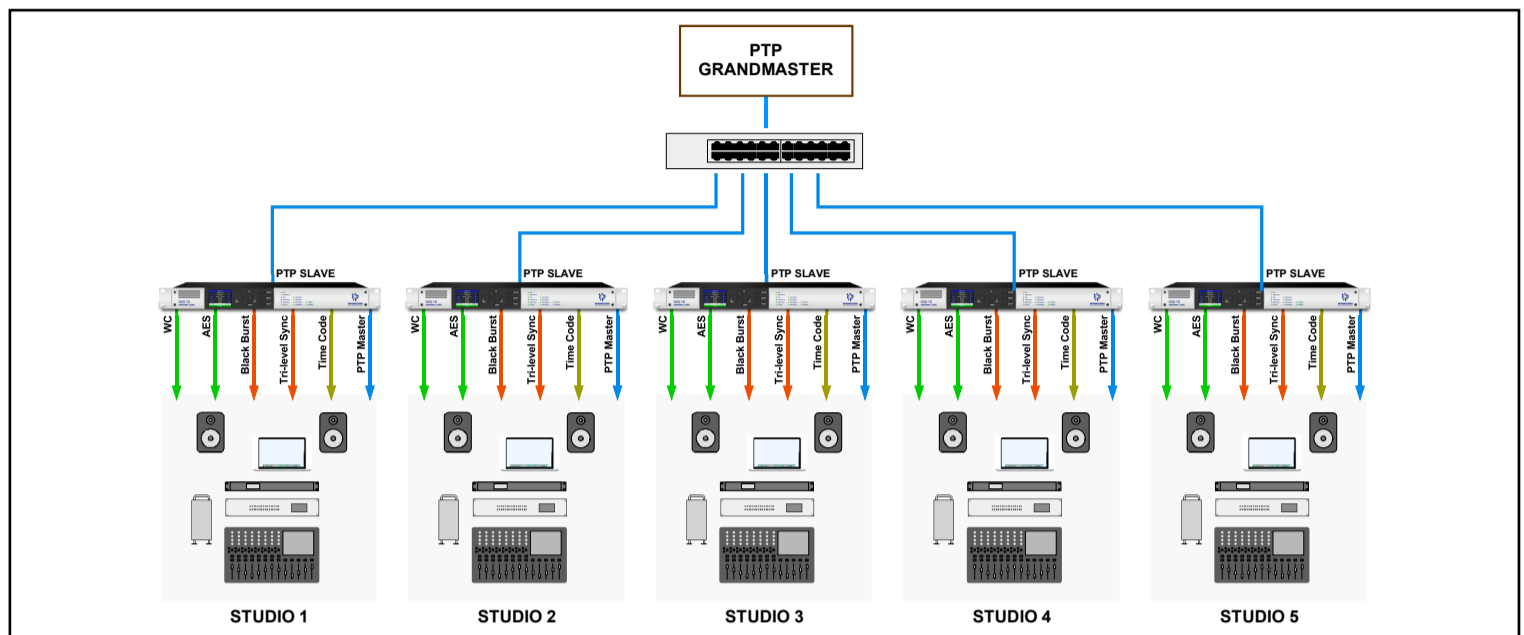 PTP
GRANDMASTER
PTP SLAVE
PTP SLAVE
PTP SLAVE
PTP SLAVE
PTP SLAVE
WC
AES
Black Burst
Tri-level Sync
Time Code
PTP Master
WC
AES
Black Burst
Tri-level Sync
Time Code
PTP Master
WC
AES
Black Burst
Tri-level Sync
Time Code
PTP Master
WC
AES
Black Burst
Tri-level Sync
Time Code
PTP Master
WC
AES
Black Burst
Tri-level Sync
Time Code
PTP Master
STUDIO 1
STUDIO 2
STUDIO 3
STUDIO 4
STUDIO 5